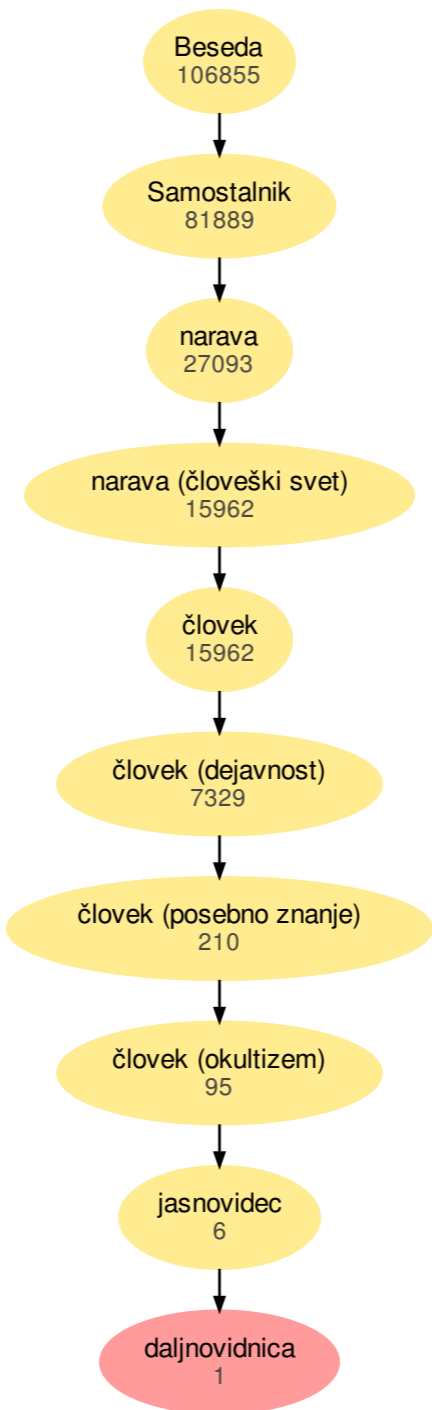 Beseda
106855
Samostalnik
81889
narava
27093
narava (človeški svet)
15962
človek
15962
človek (dejavnost)
7329
človek (posebno znanje)
210
človek (okultizem)
95
jasnovidec
6
daljnovidnica
1